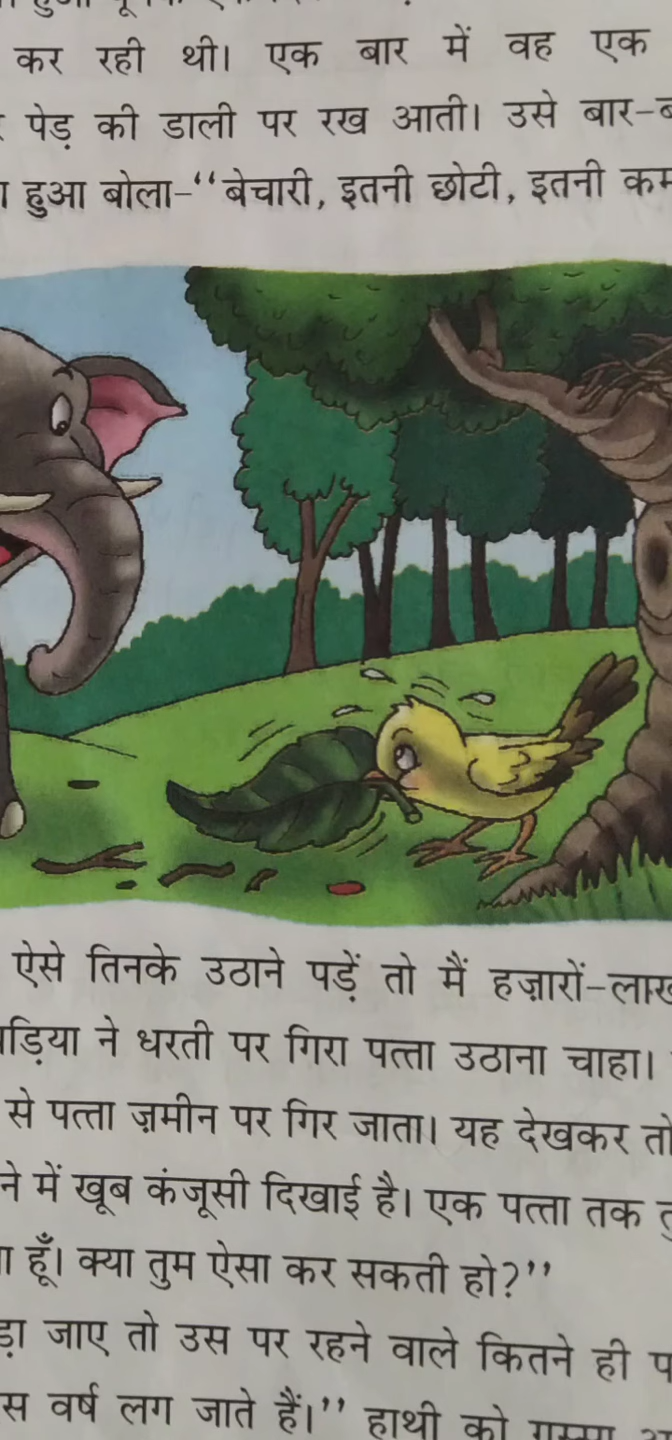 कर रही थी। एक बार में वह एक
पेड़ की डाली पर रख आती। उसे बार-ब
हुआ बोला-‘‘बेचारी, इतनी छोटी, इतनी कम
ऐसे तिनके उठाने पड़ें तो मैं हज़ारों-लाख
ड़िया ने धरती पर गिरा पत्ता उठाना चाहा।
से पत्ता ज़मीन पर गिर जाता। यह देखकर तो
ने में खूब कंजूसी दिखाई है। एक पत्ता तक तु
हूँ। क्या तुम ऐसा कर सकती हो?’’
ड़ा जाए तो उस पर रहने वाले कितने ही प
स वर्ष लग जाते हैं।’’ हाथी को गुस्सा